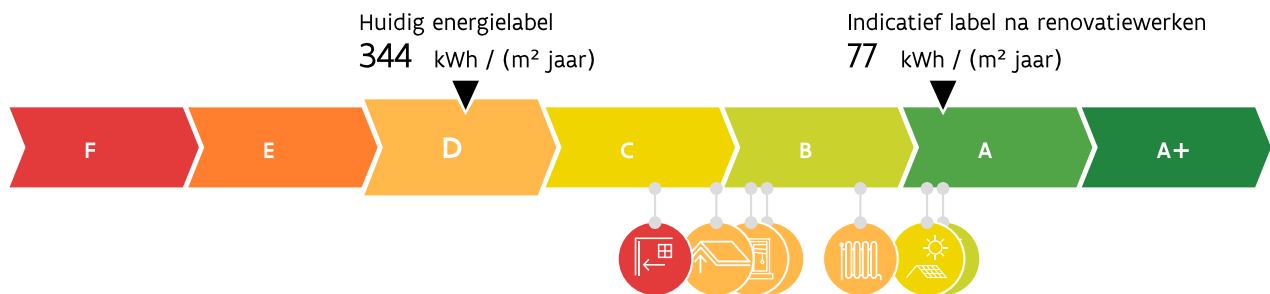 Huidig energielabel
344 kWh / (m² jaar)
Indicatief label na renovatiewerken
77 kWh / (m² jaar)
F
E
D
C
B
A
A+